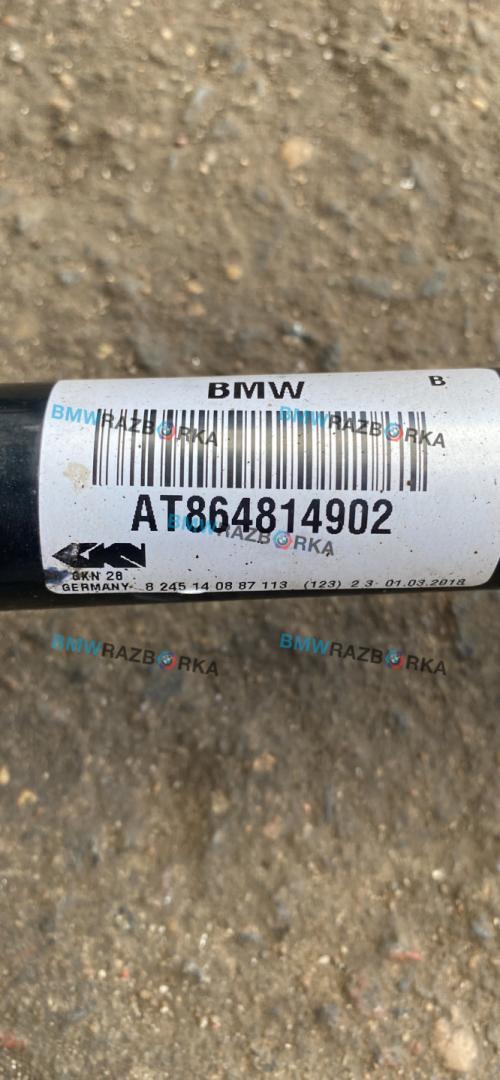 BMW
B
BMWRAZBORKA
BMWRAZBORKA
AT864814902
BMWRAZBORKA
GKN
GKN 28
GERMANY- 8 245 14 08 87 113 (123) 2 3- 01.03.2018
BMWRAZBORKA
BMWRAZBORKA